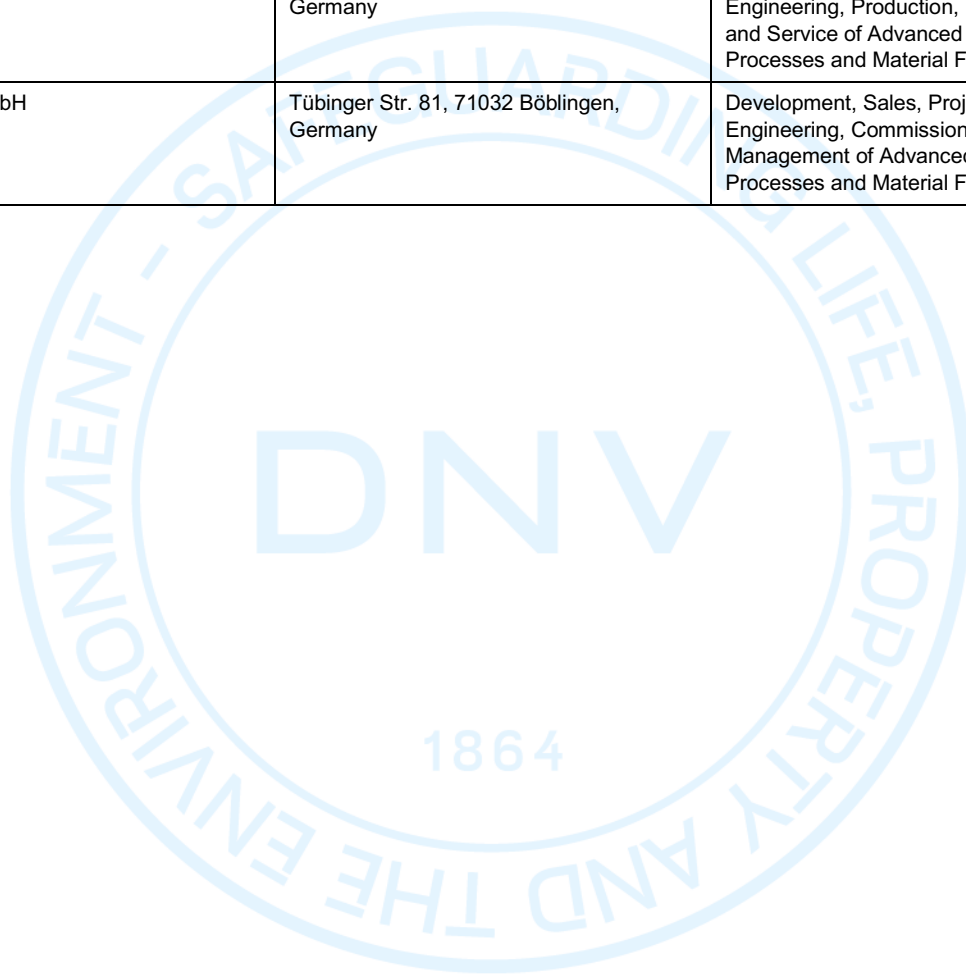 Germany
Engineering, Production,
and Service of Advanced
Processes and Material F
bH
Tübinger Str. 81, 71032 Böblingen,
Germany
Development, Sales, Proj
Engineering, Commission
Management of Advanced
Processes and Material F
SAFEGUARDING LIFE, PROPERTY AND THE ENVIRONMENT -
DNV
1864